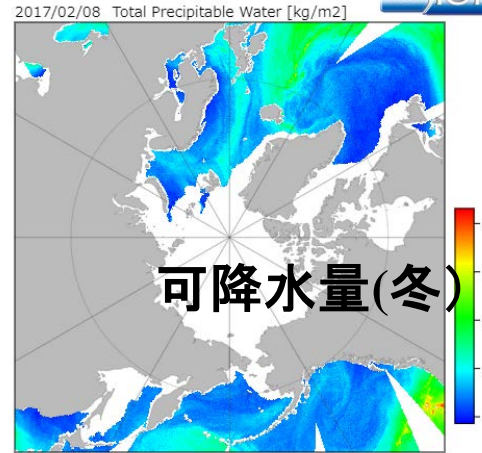 2017/02/08 Total Precipitable Water [kg/m2]
可降水量(冬)